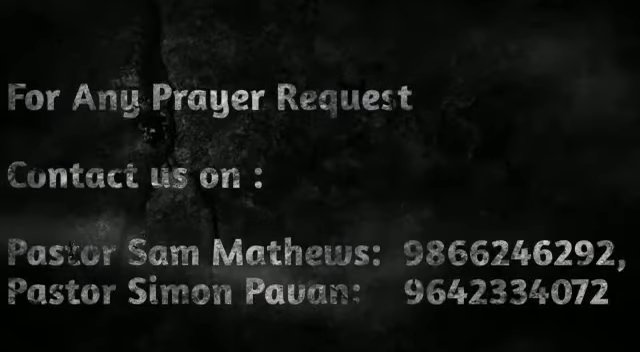 For Any Prayer Request
Contact us on :
Pastor Sam Mathews: 9866246292,
Pastor Simon Pavan: 9642334072